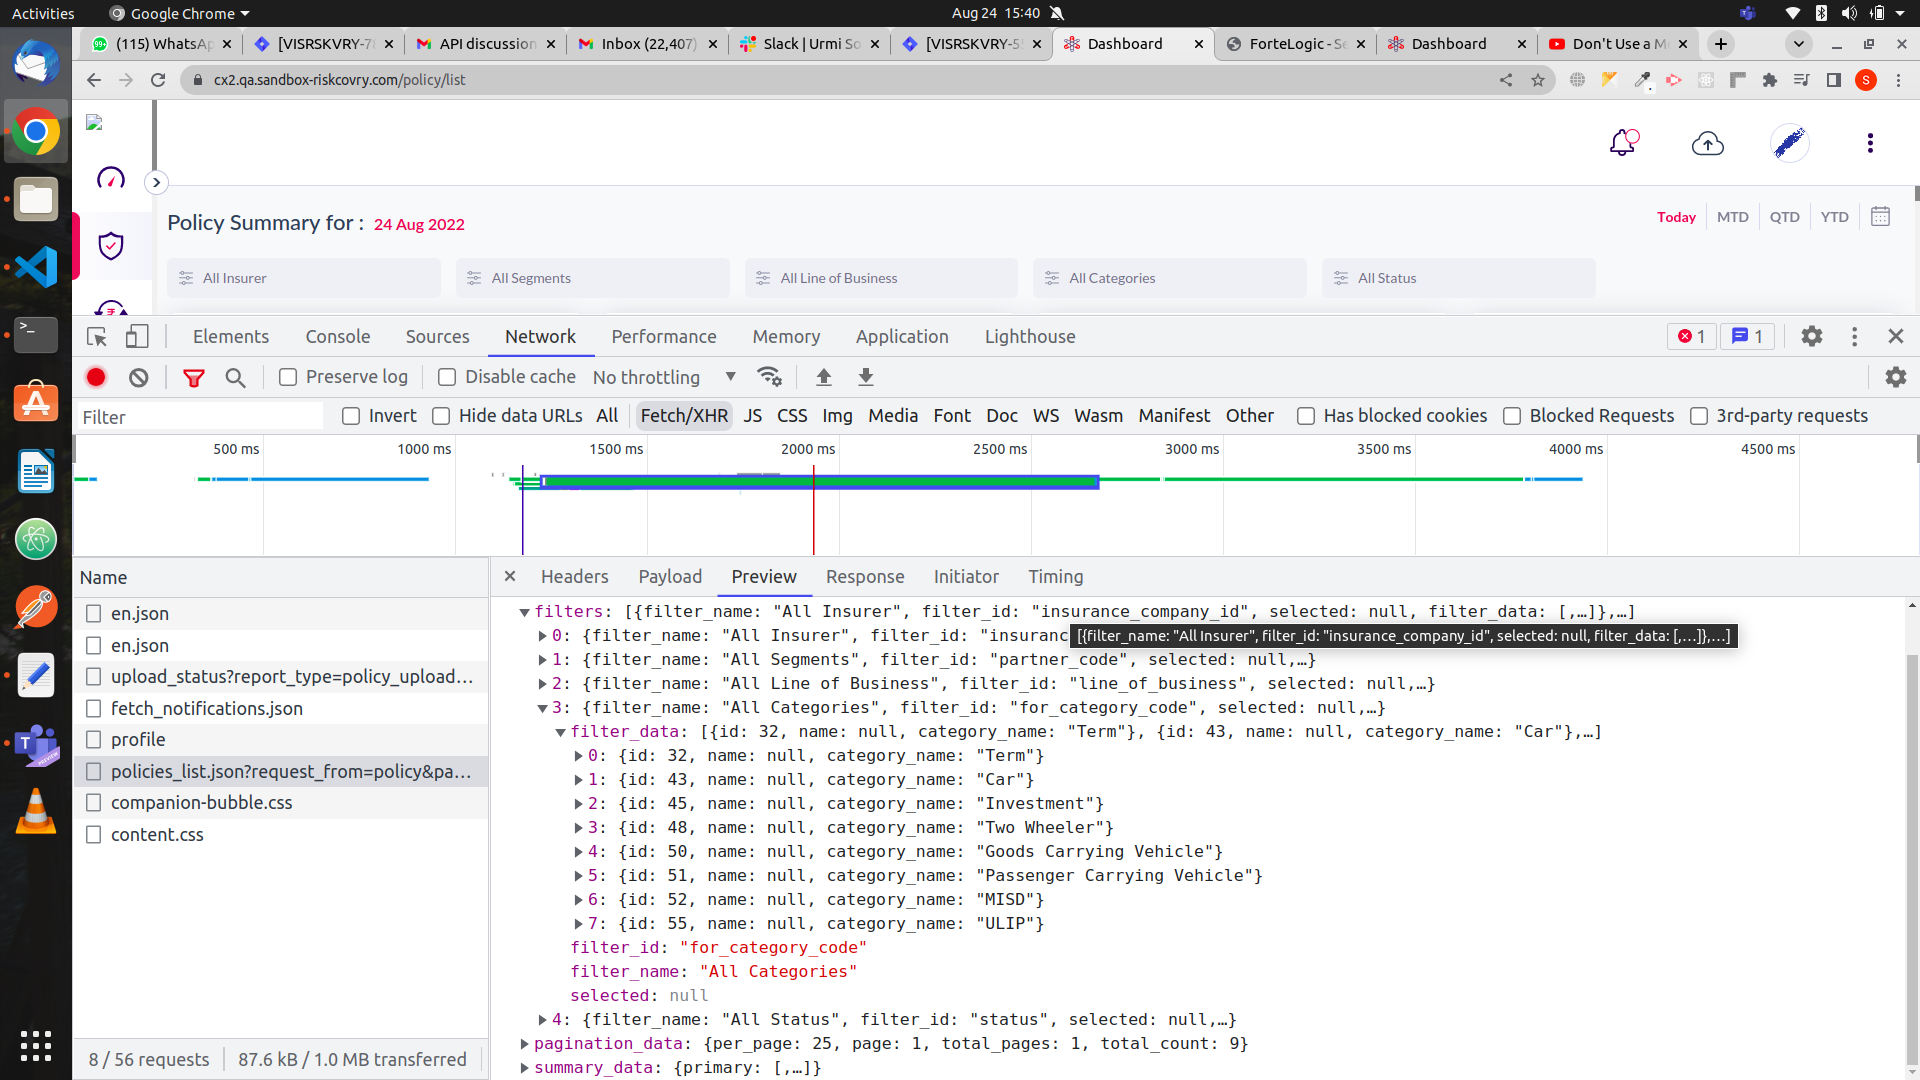 Activities
Google Chrome
Aug 24 15:40
(115) WhatsAp
[VISRSKVRY-78
API discussion
Inbox (22,407)
Slack | Urmi So
[VISRSKVRY-5
Dashboard
ForteLogic - Se
Dashboard
Don't Use a M
cx2.qa.sandbox-riskcovry.com/policy/list
S
Policy Summary for : 24 Aug 2022
Today MTD QTD YTD
All Insurer
All Segments
All Line of Business
All Categories
All Status
Elements Console Sources Network Performance Memory Application Lighthouse
1 1
Preserve log Disable cache No throttling
Filter
Invert Hide data URLs All Fetch/XHR JS CSS Img Media Font Doc WS Wasm Manifest Other Has blocked cookies Blocked Requests 3rd-party requests
500 ms 1000 ms 1500 ms 2000 ms 2500 ms 3000 ms 3500 ms 4000 ms 4500 ms
Name
en.json
en.json
upload_status?report_type=policy_upload…
fetch_notifications.json
profile
policies_list.json?request_from=policy&pa…
companion-bubble.css
content.css
8 / 56 requests 87.6 kB / 1.0 MB transferred
Headers Payload Preview Response Initiator Timing
filters: [{filter_name: "All Insurer", filter_id: "insurance_company_id", selected: null, filter_data: [,…]},…]
0: {filter_name: "All Insurer", filter_id: "insuranc
[{filter_name: "All Insurer", filter_id: "insurance_company_id", selected: null, filter_data: [,…]},…]
1: {filter_name: "All Segments", filter_id: "partner_code", selected: null,…}
2: {filter_name: "All Line of Business", filter_id: "line_of_business", selected: null,…}
3: {filter_name: "All Categories", filter_id: "for_category_code", selected: null,…}
filter_data: [{id: 32, name: null, category_name: "Term"}, {id: 43, name: null, category_name: "Car"},…]
0: {id: 32, name: null, category_name: "Term"}
1: {id: 43, name: null, category_name: "Car"}
2: {id: 45, name: null, category_name: "Investment"}
3: {id: 48, name: null, category_name: "Two Wheeler"}
4: {id: 50, name: null, category_name: "Goods Carrying Vehicle"}
5: {id: 51, name: null, category_name: "Passenger Carrying Vehicle"}
6: {id: 52, name: null, category_name: "MISD"}
7: {id: 55, name: null, category_name: "ULIP"}
filter_id: "for_category_code"
filter_name: "All Categories"
selected: null
4: {filter_name: "All Status", filter_id: "status", selected: null,…}
pagination_data: {per_page: 25, page: 1, total_pages: 1, total_count: 9}
summary_data: {primary: [,…]}